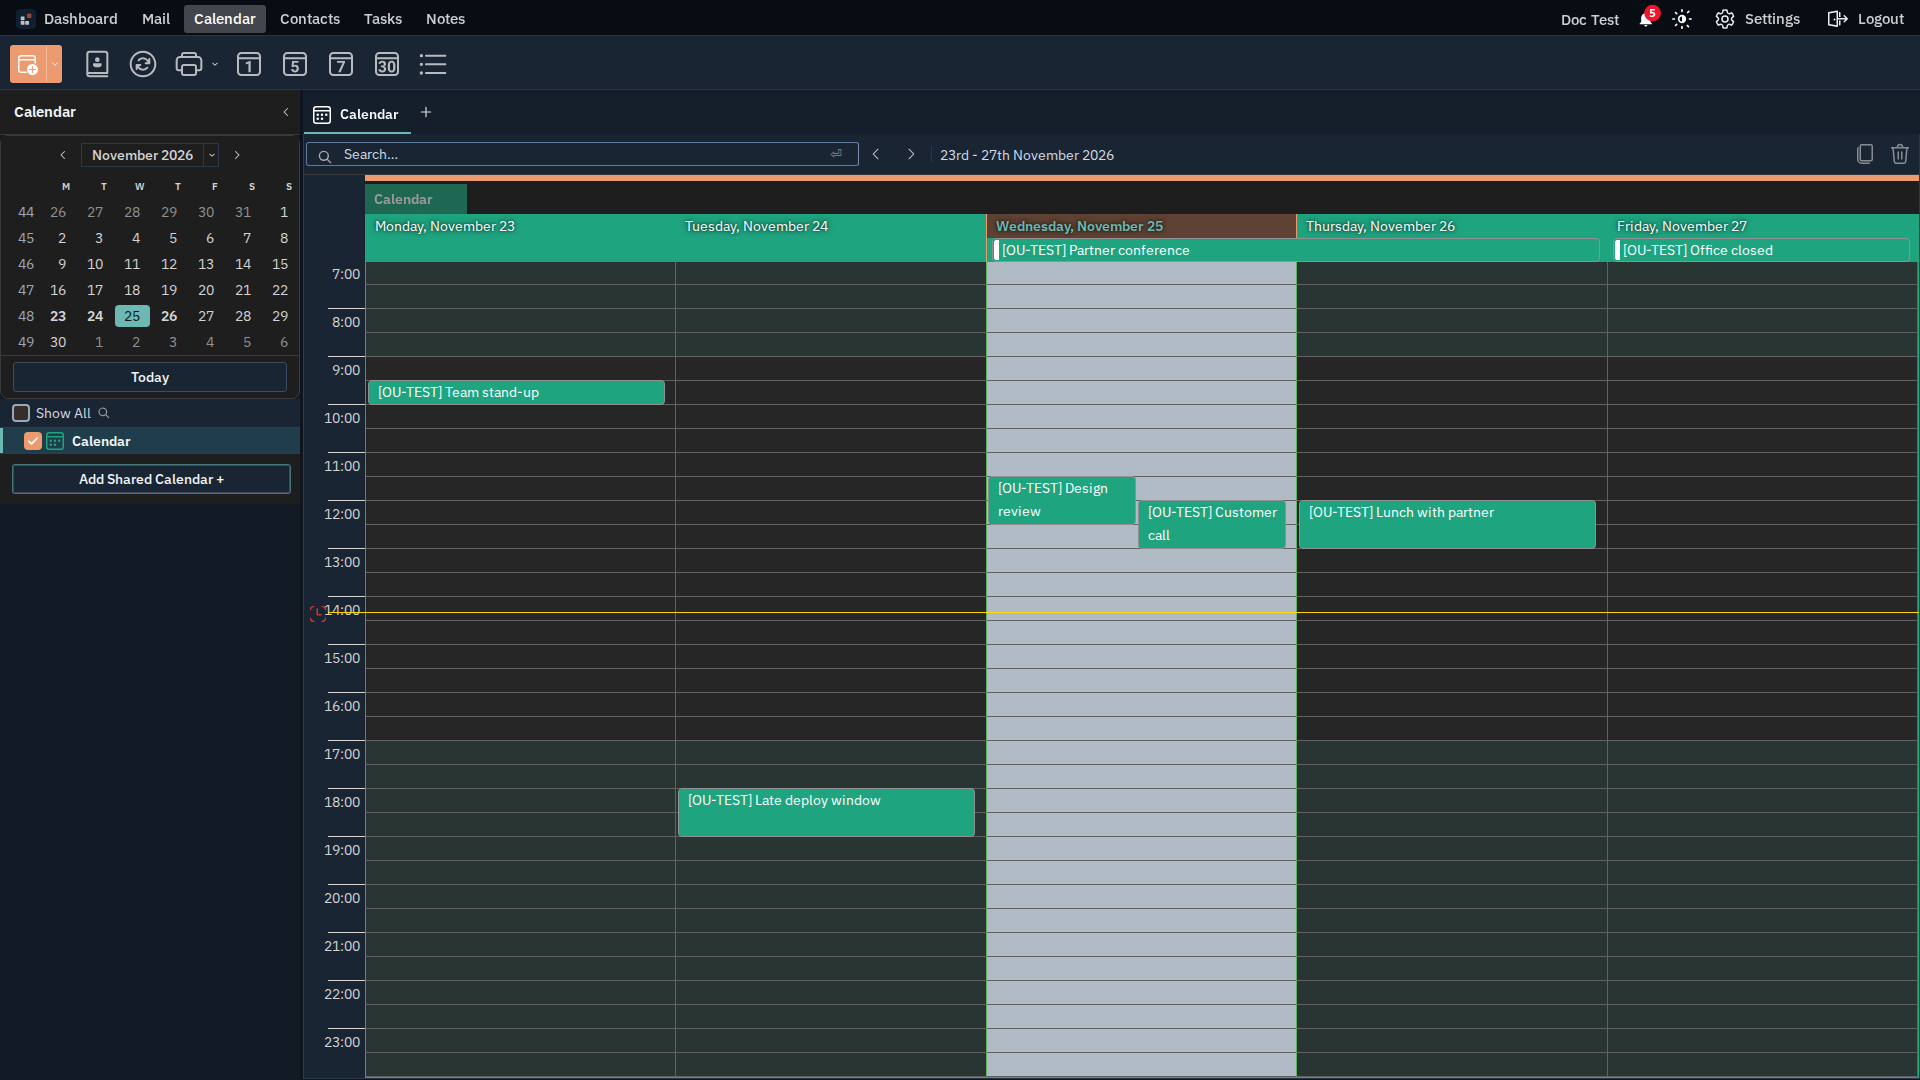 Dashboard Mail Calendar Contacts Tasks Notes Doc Test 5 Settings Logout
1 5 7 30
Calendar
November 2026
M T W T F S S
44 26 27 28 29 30 31 1
45 2 3 4 5 6 7 8
46 9 10 11 12 13 14 15
47 16 17 18 19 20 21 22
48 23 24 25 26 27 28 29
49 30 1 2 3 4 5 6
Today
Show All
Calendar
Add Shared Calendar +
Calendar +
Search... 23rd - 27th November 2026
Calendar
Monday, November 23 Tuesday, November 24 Wednesday, November 25 Thursday, November 26 Friday, November 27
[OU-TEST] Partner conference [OU-TEST] Office closed
7:00
8:00
9:00
[OU-TEST] Team stand-up
10:00
11:00
[OU-TEST] Design
review
12:00
[OU-TEST] Customer
call
[OU-TEST] Lunch with partner
13:00
14:00
15:00
16:00
17:00
18:00
[OU-TEST] Late deploy window
19:00
20:00
21:00
22:00
23:00